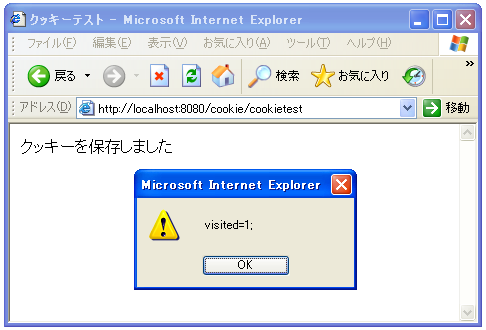 クッキーテスト - Microsoft Internet Explorer
ファイル(F) 編集(E) 表示(V) お気に入り(A) ツール(T) ヘルプ(H)
戻る 検索 お気に入り »
アドレス(D) http://localhost:8080/cookie/cookietest 移動
クッキーを保存しました
Microsoft Internet Explorer
visited=1;
OK